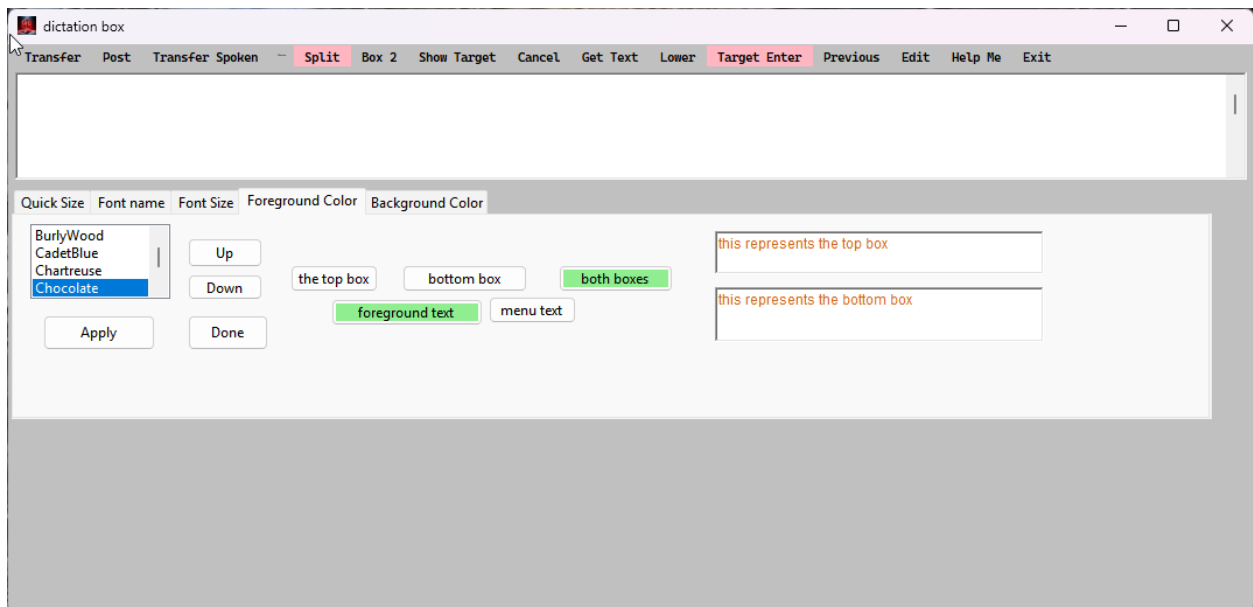 dictation box
Transfer Post Transfer Spoken – Split Box 2 Show Target Cancel Get Text Lower Target Enter Previous Edit Help Me Exit
Quick Size Font name Font Size Foreground Color Background Color
BurlyWood
CadetBlue
Chartreuse
Chocolate
Up
Down
Apply
Done
the top box bottom box both boxes
foreground text menu text
this represents the top box
this represents the bottom box